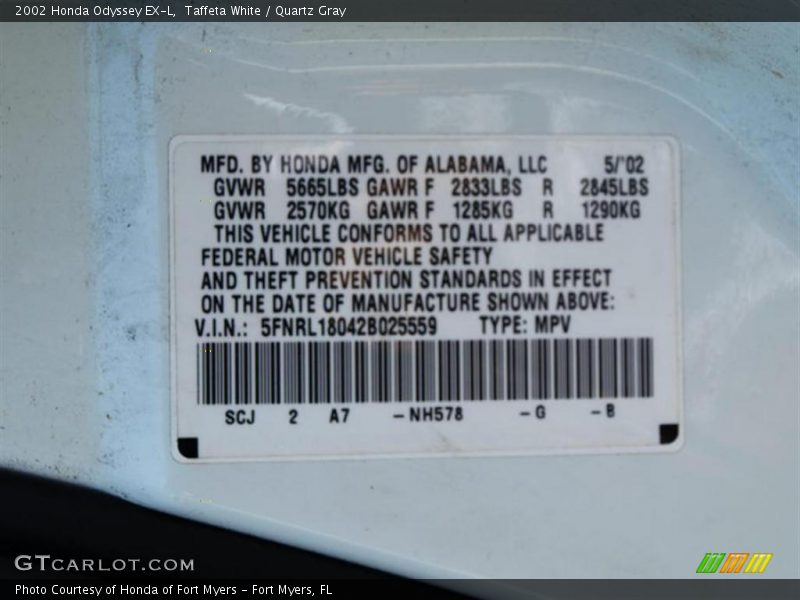 2002 Honda Odyssey EX-L,  Taffeta White / Quartz Gray
MFD. BY HONDA MFG. OF ALABAMA, LLC 5/'02
GVWR 5665LBS GAWR F 2833LBS R 2845LBS
GVWR 2570KG GAWR F 1285KG R 1290KG
THIS VEHICLE CONFORMS TO ALL APPLICABLE
FEDERAL MOTOR VEHICLE SAFETY
AND THEFT PREVENTION STANDARDS IN EFFECT
ON THE DATE OF MANUFACTURE SHOWN ABOVE:
V.I.N.: 5FNRL18042B025559 TYPE: MPV
SCJ 2 A7 -NH578 -G -B
GTCARLOT.COM
Photo Courtesy of Honda of Fort Myers - Fort Myers, FL